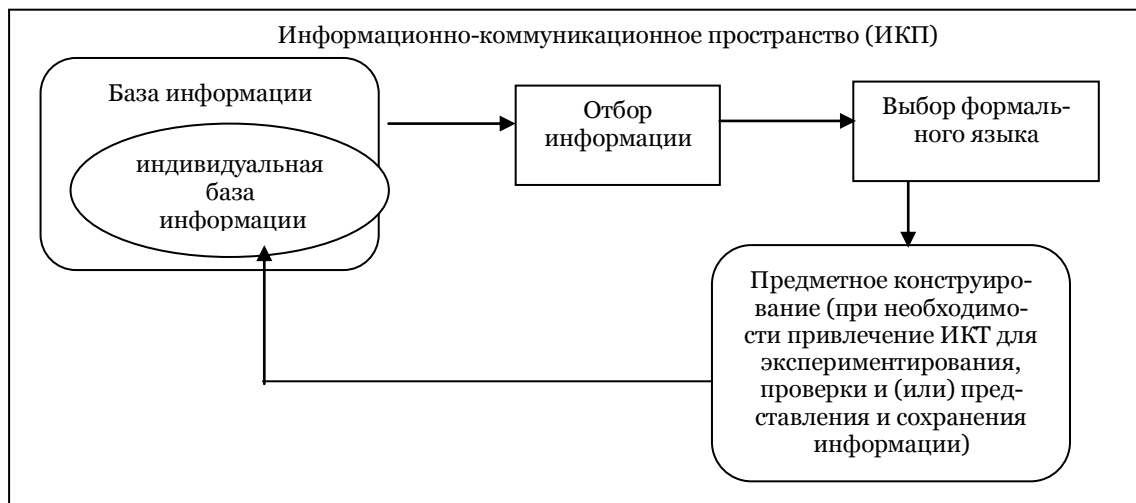 Информационно-коммуникационное пространство (ИКП)
База информации
индивидуальная
база
информации
Отбор
информации
Выбор формаль-
ного языка
Предметное конструиро-
вание (при необходимо-
сти привлечение ИКТ для
экспериментирования,
проверки и (или) пред-
ставления и сохранения
информации)